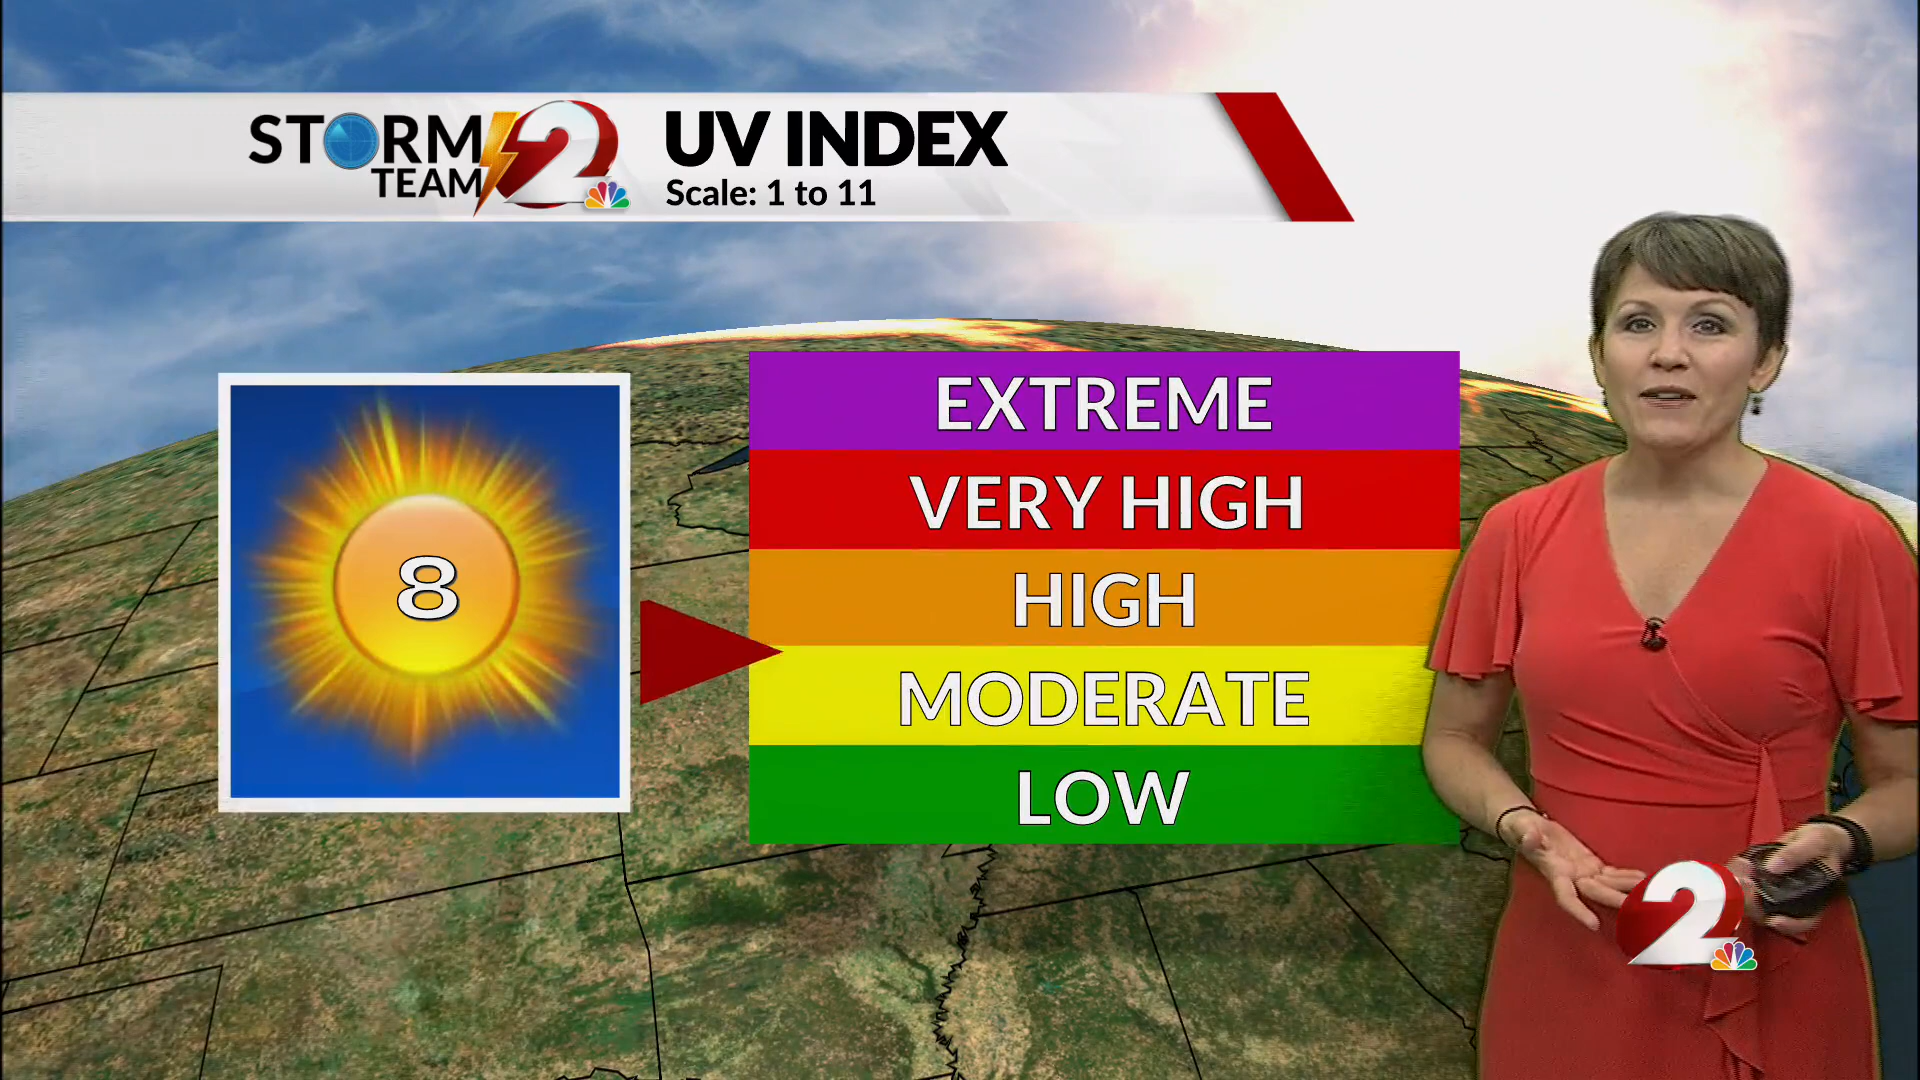 STORM
TEAM
2
UV INDEX
Scale: 1 to 11
8
EXTREME
VERY HIGH
HIGH
MODERATE
LOW
2